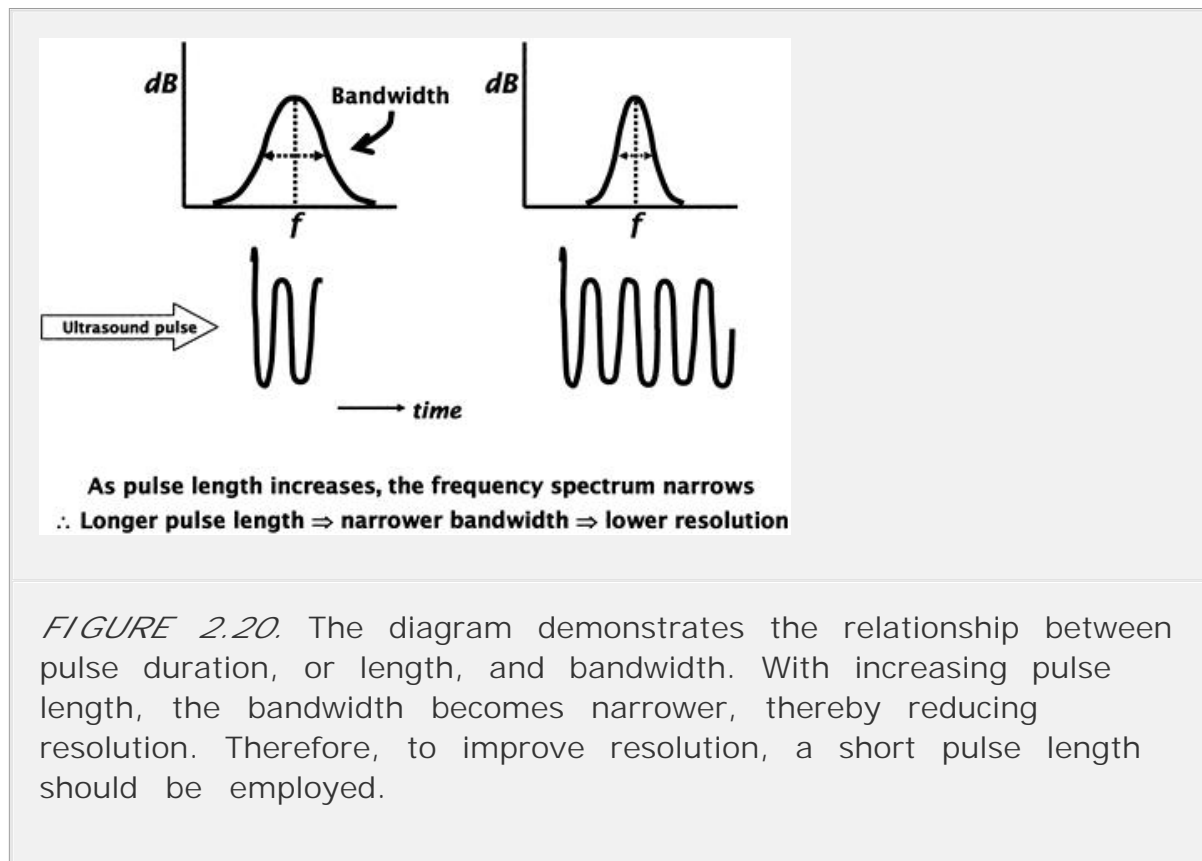 dB
Bandwidth
f
dB
f
Ultrasound pulse
time
As pulse length increases, the frequency spectrum narrows
∴ Longer pulse length ⇒ narrower bandwidth ⇒ lower resolution
FIGURE 2.20. The diagram demonstrates the relationship between
pulse duration, or length, and bandwidth. With increasing pulse
length, the bandwidth becomes narrower, thereby reducing
resolution. Therefore, to improve resolution, a short pulse length
should be employed.